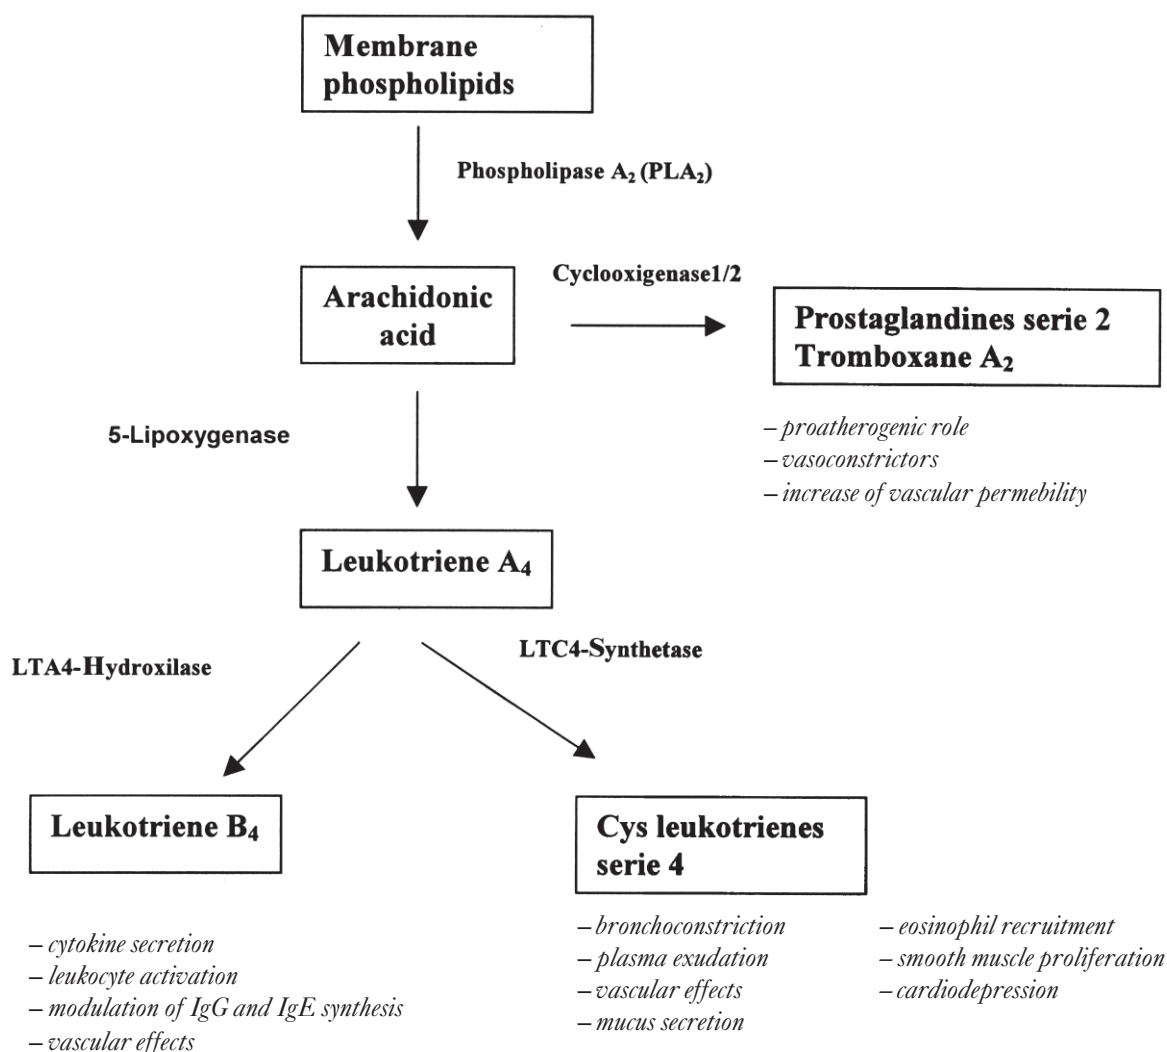 Membrane
phospholipids
Phospholipase A₂ (PLA₂)
Cyclooxigenase1/2
Arachidonic
acid
Prostaglandines serie 2
Tromboxane A₂
– proatherogenic role
– vasoconstrictors
– increase of vascular permebility
5-Lipoxygenase
Leukotriene A₄
LTA4-Hydroxilase
LTC4-Synthetase
Leukotriene B₄
– cytokine secretion
– leukocyte activation
– modulation of IgG and IgE synthesis
– vascular effects
Cys leukotrienes
serie 4
– bronchoconstriction
– plasma exudation
– vascular effects
– mucus secretion
– eosinophil recruitment
– smooth muscle proliferation
– cardiodepression